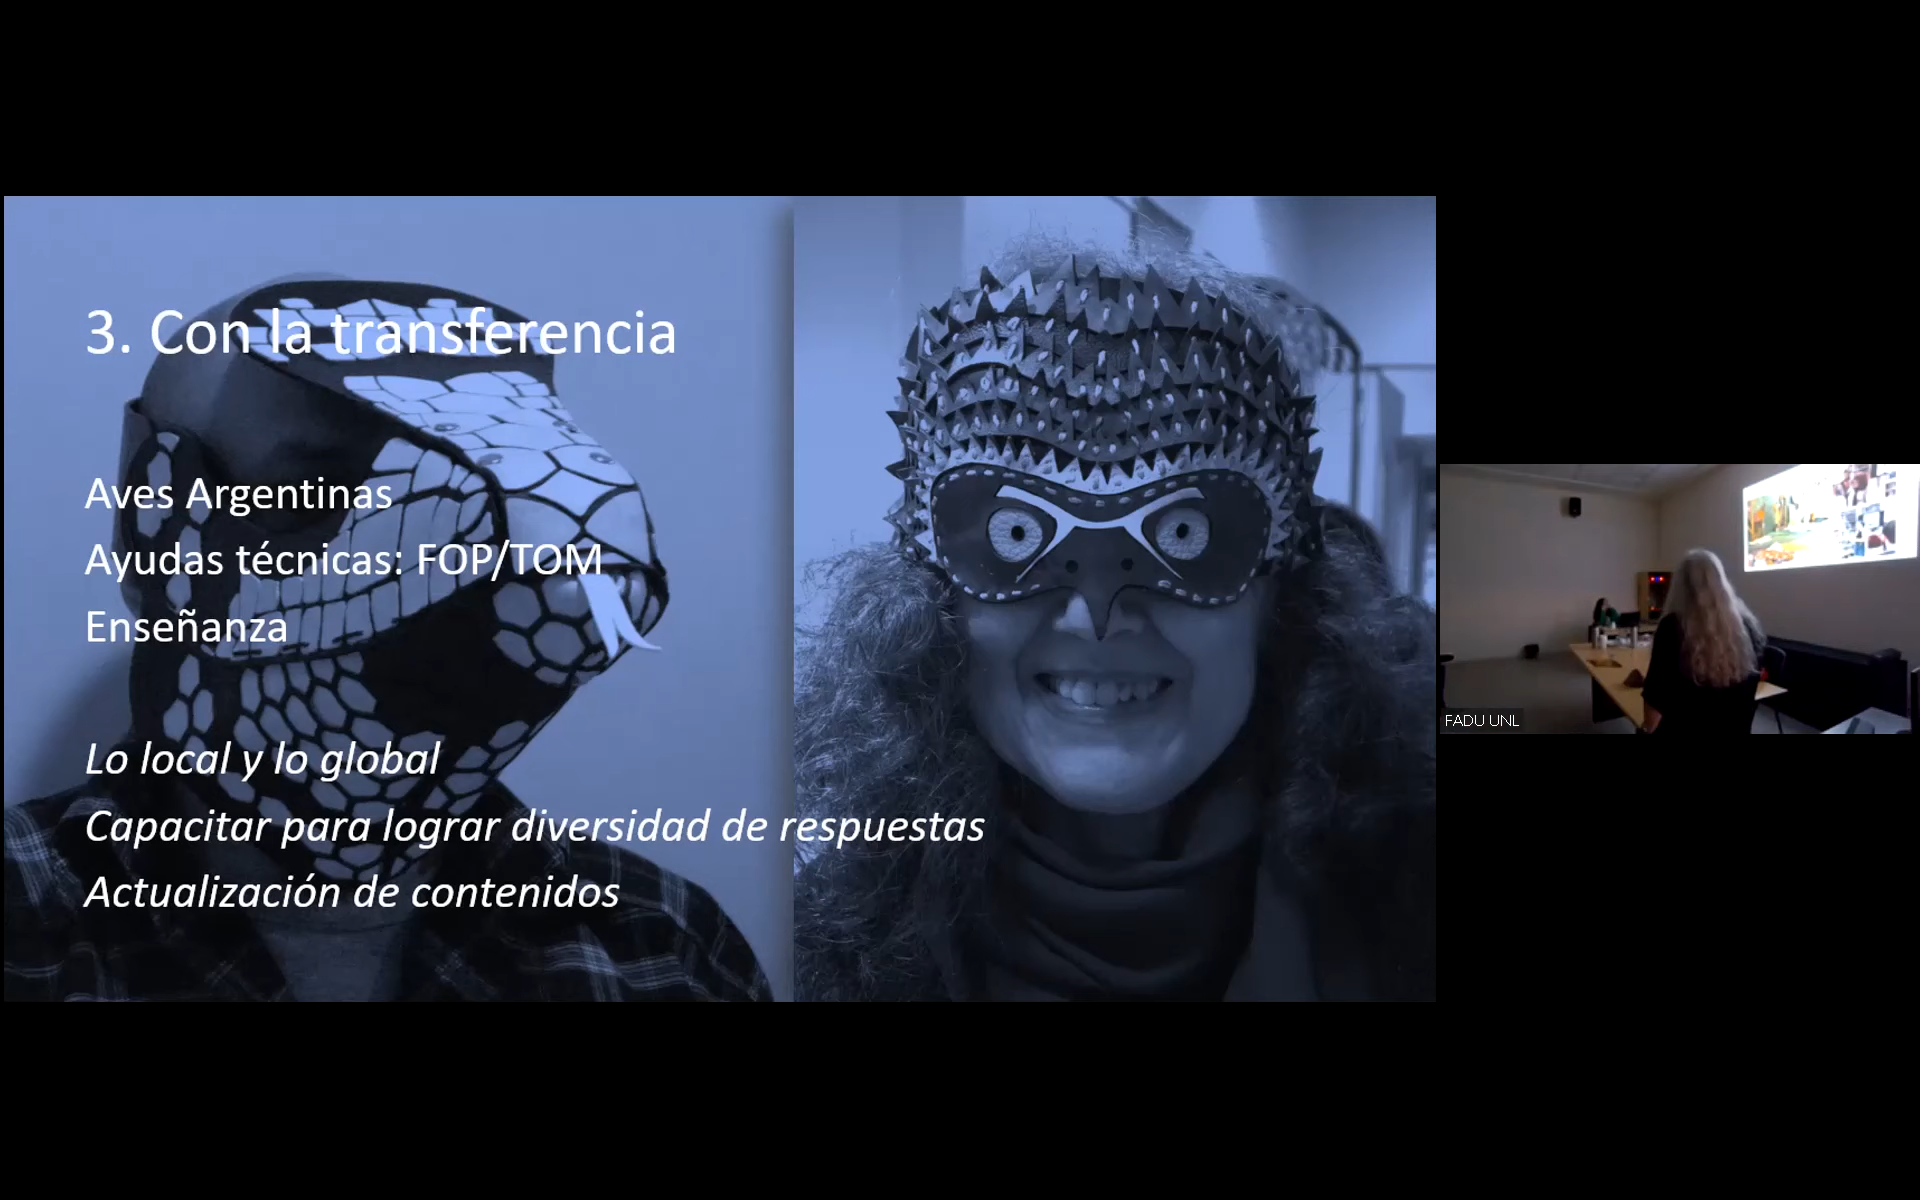 3. Con la transferencia
Aves Argentinas
Ayudas técnicas: FOP/TOM
Enseñanza
Lo local y lo global
Capacitar para lograr diversidad de respuestas
Actualización de contenidos
FADU UNL